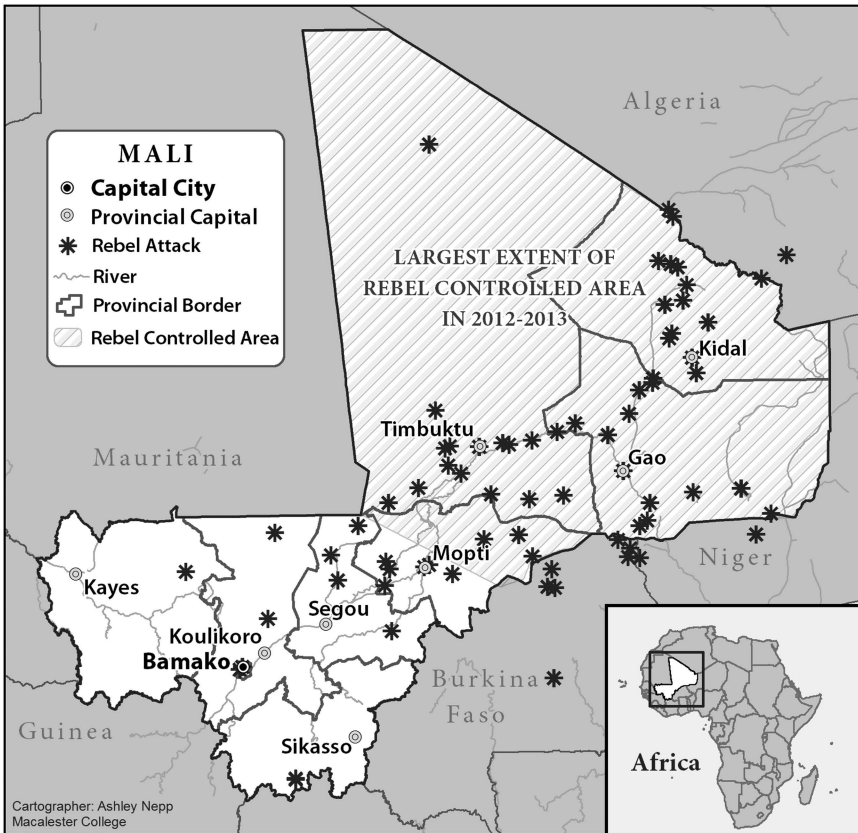 Algeria
MALI
Capital City
Provincial Capital
Rebel Attack
River
Provincial Border
Rebel Controlled Area
LARGEST EXTENT OF
REBEL CONTROLLED AREA
IN 2012-2013
Kidal
Timbuktu
Mauritania
Gao
Mopti
Niger
Kayes
Segou
Koulikoro
Bamako
Burkina
Faso
Guinea
Sikasso
Africa
Cartographer: Ashley Nepp
Macalester College